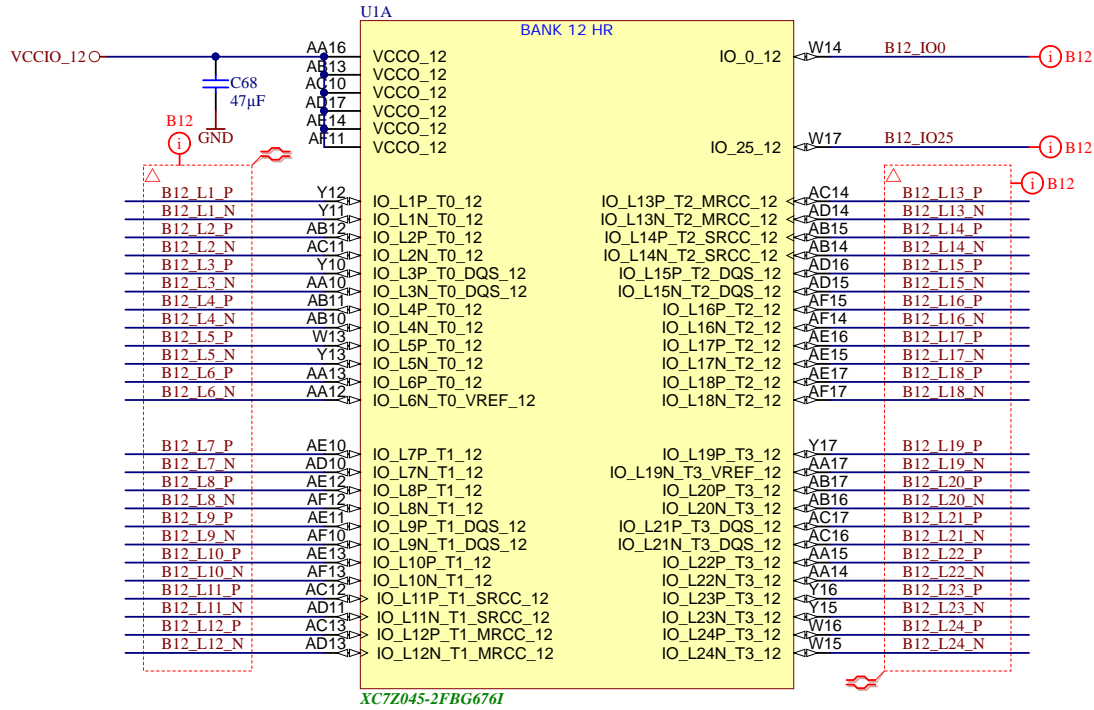 U1A
BANK 12 HR
VCCIO_12 AA16 VCCO_12 IO_0_12 W14 B12_IO0 i B12
AB13 VCCO_12
C68 AC10 VCCO_12
47µF AD17 VCCO_12
B12 AE14 VCCO_12
i GND AF11 VCCO_12 IO_25_12 W17 B12_IO25 i B12
i B12
B12_L1_P Y12 IO_L1P_T0_12 IO_L13P_T2_MRCC_12 AC14 B12_L13_P
B12_L1_N Y11 IO_L1N_T0_12 IO_L13N_T2_MRCC_12 AD14 B12_L13_N
B12_L2_P AB12 IO_L2P_T0_12 IO_L14P_T2_SRCC_12 AB15 B12_L14_P
B12_L2_N AC11 IO_L2N_T0_12 IO_L14N_T2_SRCC_12 AB14 B12_L14_N
B12_L3_P Y10 IO_L3P_T0_DQS_12 IO_L15P_T2_DQS_12 AD16 B12_L15_P
B12_L3_N AA10 IO_L3N_T0_DQS_12 IO_L15N_T2_DQS_12 AD15 B12_L15_N
B12_L4_P AB11 IO_L4P_T0_12 IO_L16P_T2_12 AF15 B12_L16_P
B12_L4_N AB10 IO_L4N_T0_12 IO_L16N_T2_12 AF14 B12_L16_N
B12_L5_P W13 IO_L5P_T0_12 IO_L17P_T2_12 AE16 B12_L17_P
B12_L5_N Y13 IO_L5N_T0_12 IO_L17N_T2_12 AE15 B12_L17_N
B12_L6_P AA13 IO_L6P_T0_12 IO_L18P_T2_12 AE17 B12_L18_P
B12_L6_N AA12 IO_L6N_T0_VREF_12 IO_L18N_T2_12 AF17 B12_L18_N
B12_L7_P AE10 IO_L7P_T1_12 IO_L19P_T3_12 Y17 B12_L19_P
B12_L7_N AD10 IO_L7N_T1_12 IO_L19N_T3_VREF_12 AA17 B12_L19_N
B12_L8_P AE12 IO_L8P_T1_12 IO_L20P_T3_12 AB17 B12_L20_P
B12_L8_N AF12 IO_L8N_T1_12 IO_L20N_T3_12 AB16 B12_L20_N
B12_L9_P AE11 IO_L9P_T1_DQS_12 IO_L21P_T3_DQS_12 AC17 B12_L21_P
B12_L9_N AF10 IO_L9N_T1_DQS_12 IO_L21N_T3_DQS_12 AC16 B12_L21_N
B12_L10_P AE13 IO_L10P_T1_12 IO_L22P_T3_12 AA15 B12_L22_P
B12_L10_N AF13 IO_L10N_T1_12 IO_L22N_T3_12 AA14 B12_L22_N
B12_L11_P AC12 IO_L11P_T1_SRCC_12 IO_L23P_T3_12 Y16 B12_L23_P
B12_L11_N AD11 IO_L11N_T1_SRCC_12 IO_L23N_T3_12 Y15 B12_L23_N
B12_L12_P AC13 IO_L12P_T1_MRCC_12 IO_L24P_T3_12 W16 B12_L24_P
B12_L12_N AD13 IO_L12N_T1_MRCC_12 IO_L24N_T3_12 W15 B12_L24_N
XC7Z045-2FBG676I